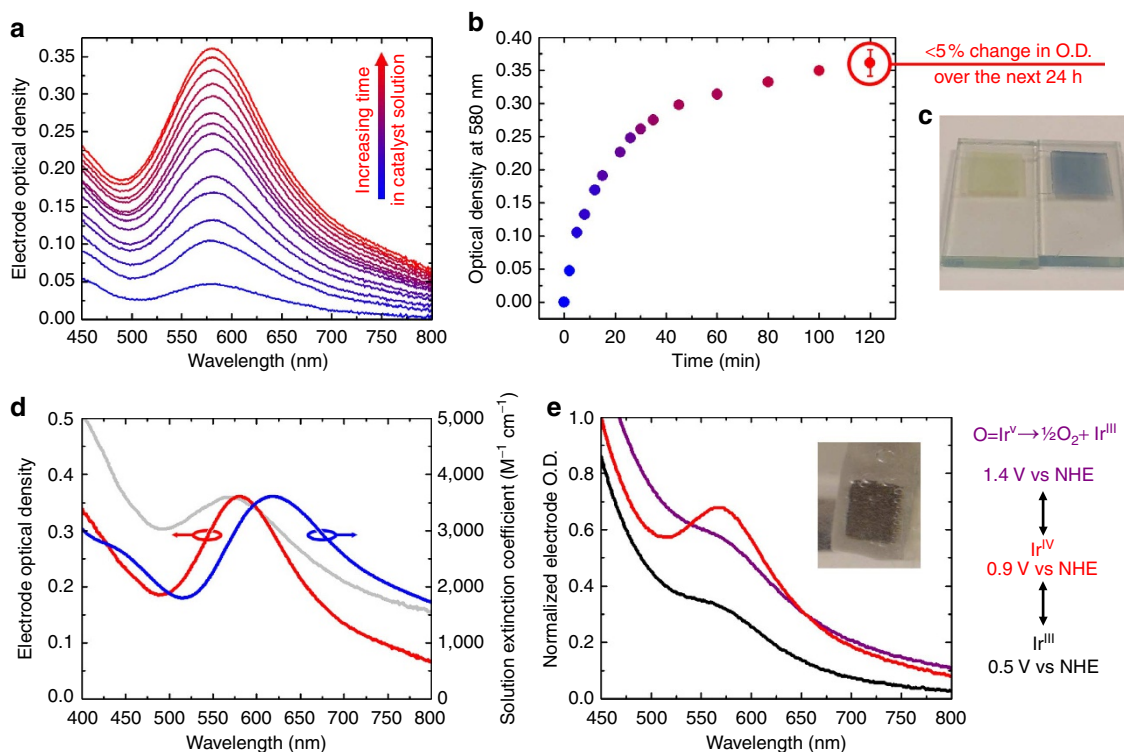 a
Electrode optical density
0.35
0.30
0.25
0.20
0.15
0.10
0.05
0.00
450 500 550 600 650 700 750 800
Wavelength (nm)
Increasing time
in catalyst solution
b
Optical density at 580 nm
0.40
0.35
0.30
0.25
0.20
0.15
0.10
0.05
0.00
0 20 40 60 80 100 120
Time (min)
<5% change in O.D.
over the next 24 h
c
d
Electrode optical density
0.5
0.4
0.3
0.2
0.1
0.0
400 450 500 550 600 650 700 750 800
Wavelength (nm)
5,000
4,000
3,000
2,000
1,000
0
Solution extinction coefficient (M⁻¹ cm⁻¹)
e
Normalized electrode O.D.
1.0
0.8
0.6
0.4
0.2
0.0
450 500 550 600 650 700 750 800
Wavelength (nm)
O=Irⱽ→½O₂+ Irᴵᴵᴵ
1.4 V vs NHE
Irᴵⱽ
0.9 V vs NHE
Irᴵᴵᴵ
0.5 V vs NHE